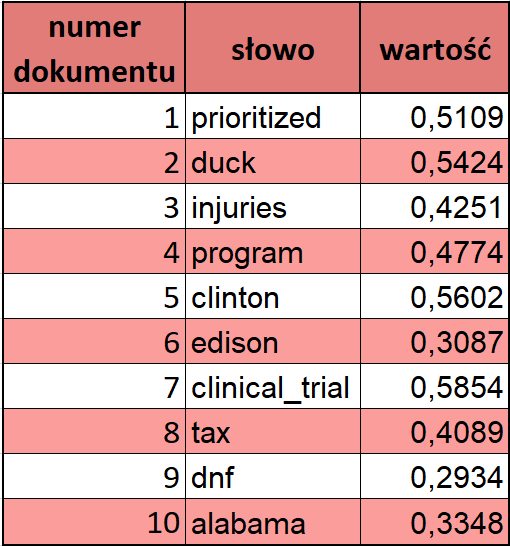 numer dokumentu słowo wartość
1 prioritized 0,5109
2 duck 0,5424
3 injuries 0,4251
4 program 0,4774
5 clinton 0,5602
6 edison 0,3087
7 clinical_trial 0,5854
8 tax 0,4089
9 dnf 0,2934
10 alabama 0,3348